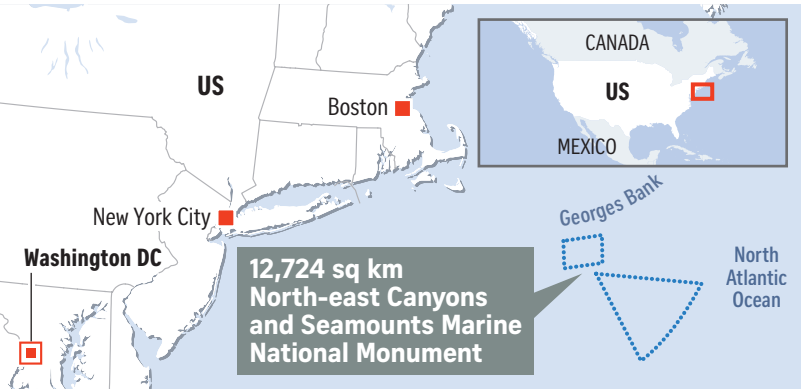 CANADA
US
MEXICO
US
Boston
New York City
Washington DC
Georges Bank
North
Atlantic
Ocean
12,724 sq km
North-east Canyons
and Seamounts Marine
National Monument